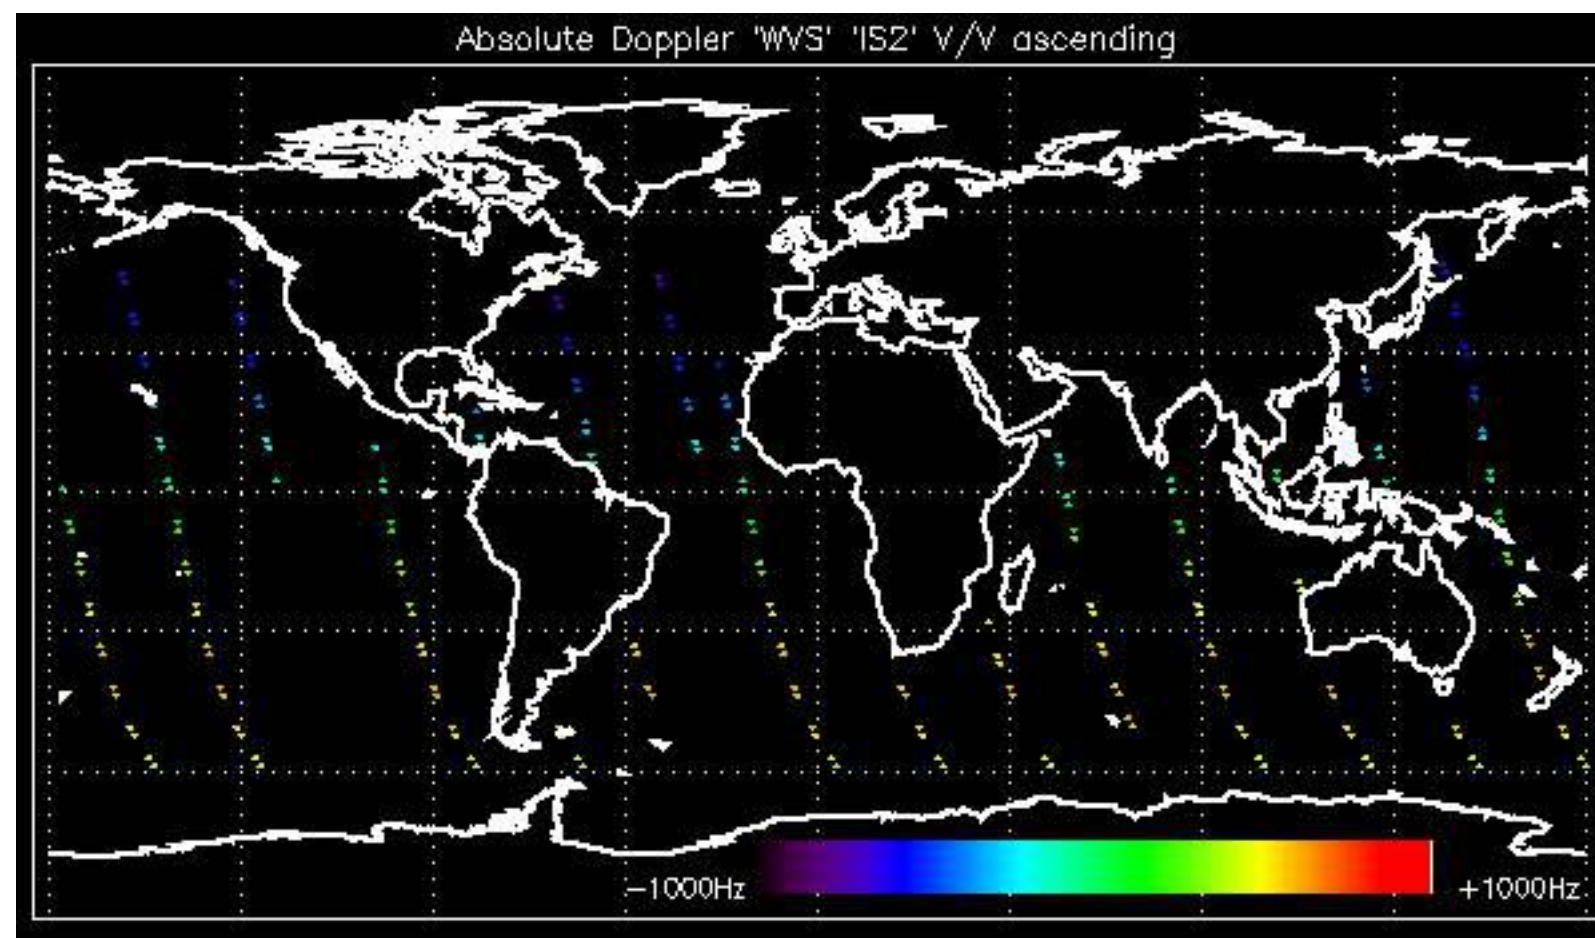 Absolute Doppler 'WVS' 'IS2' V/V ascending
-1000Hz +1000Hz